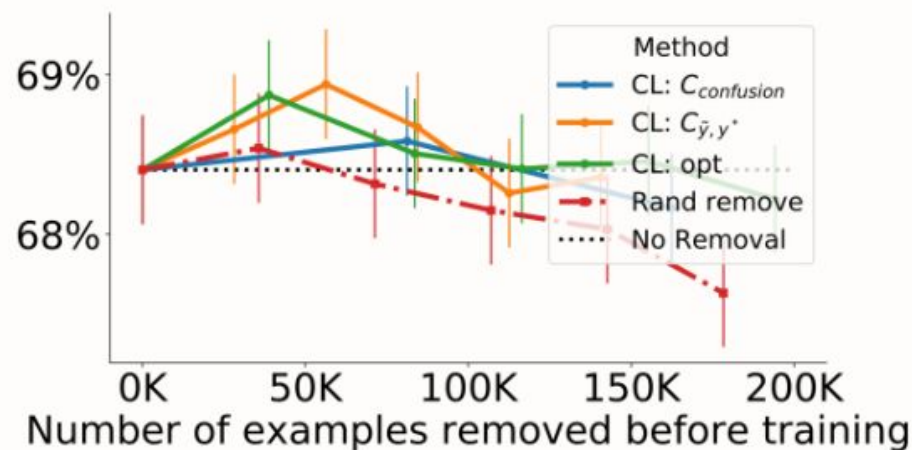 69%
68%
Method
CL: C_confusion
CL: C_ỹ,y*
CL: opt
Rand remove
No Removal
0K 50K 100K 150K 200K
Number of examples removed before training